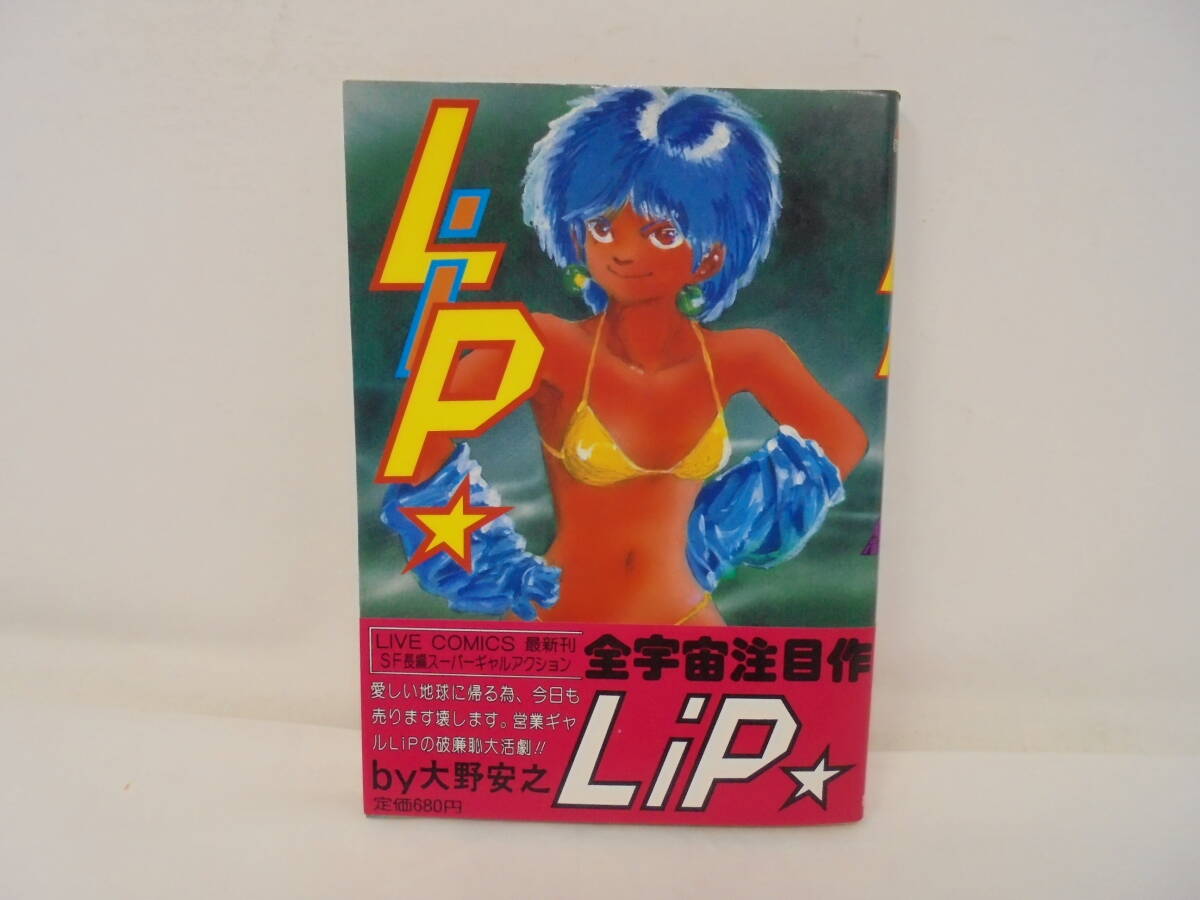 LiP☆
LIVE COMICS 最新刊
SF長編スーパーギャルアクション
愛しい地球に帰る為、今日も
売ります壊します。営業ギャ
ルLiPの破廉恥大活劇!!
by大野安之
定価680円
全宇宙注目作
LiP☆